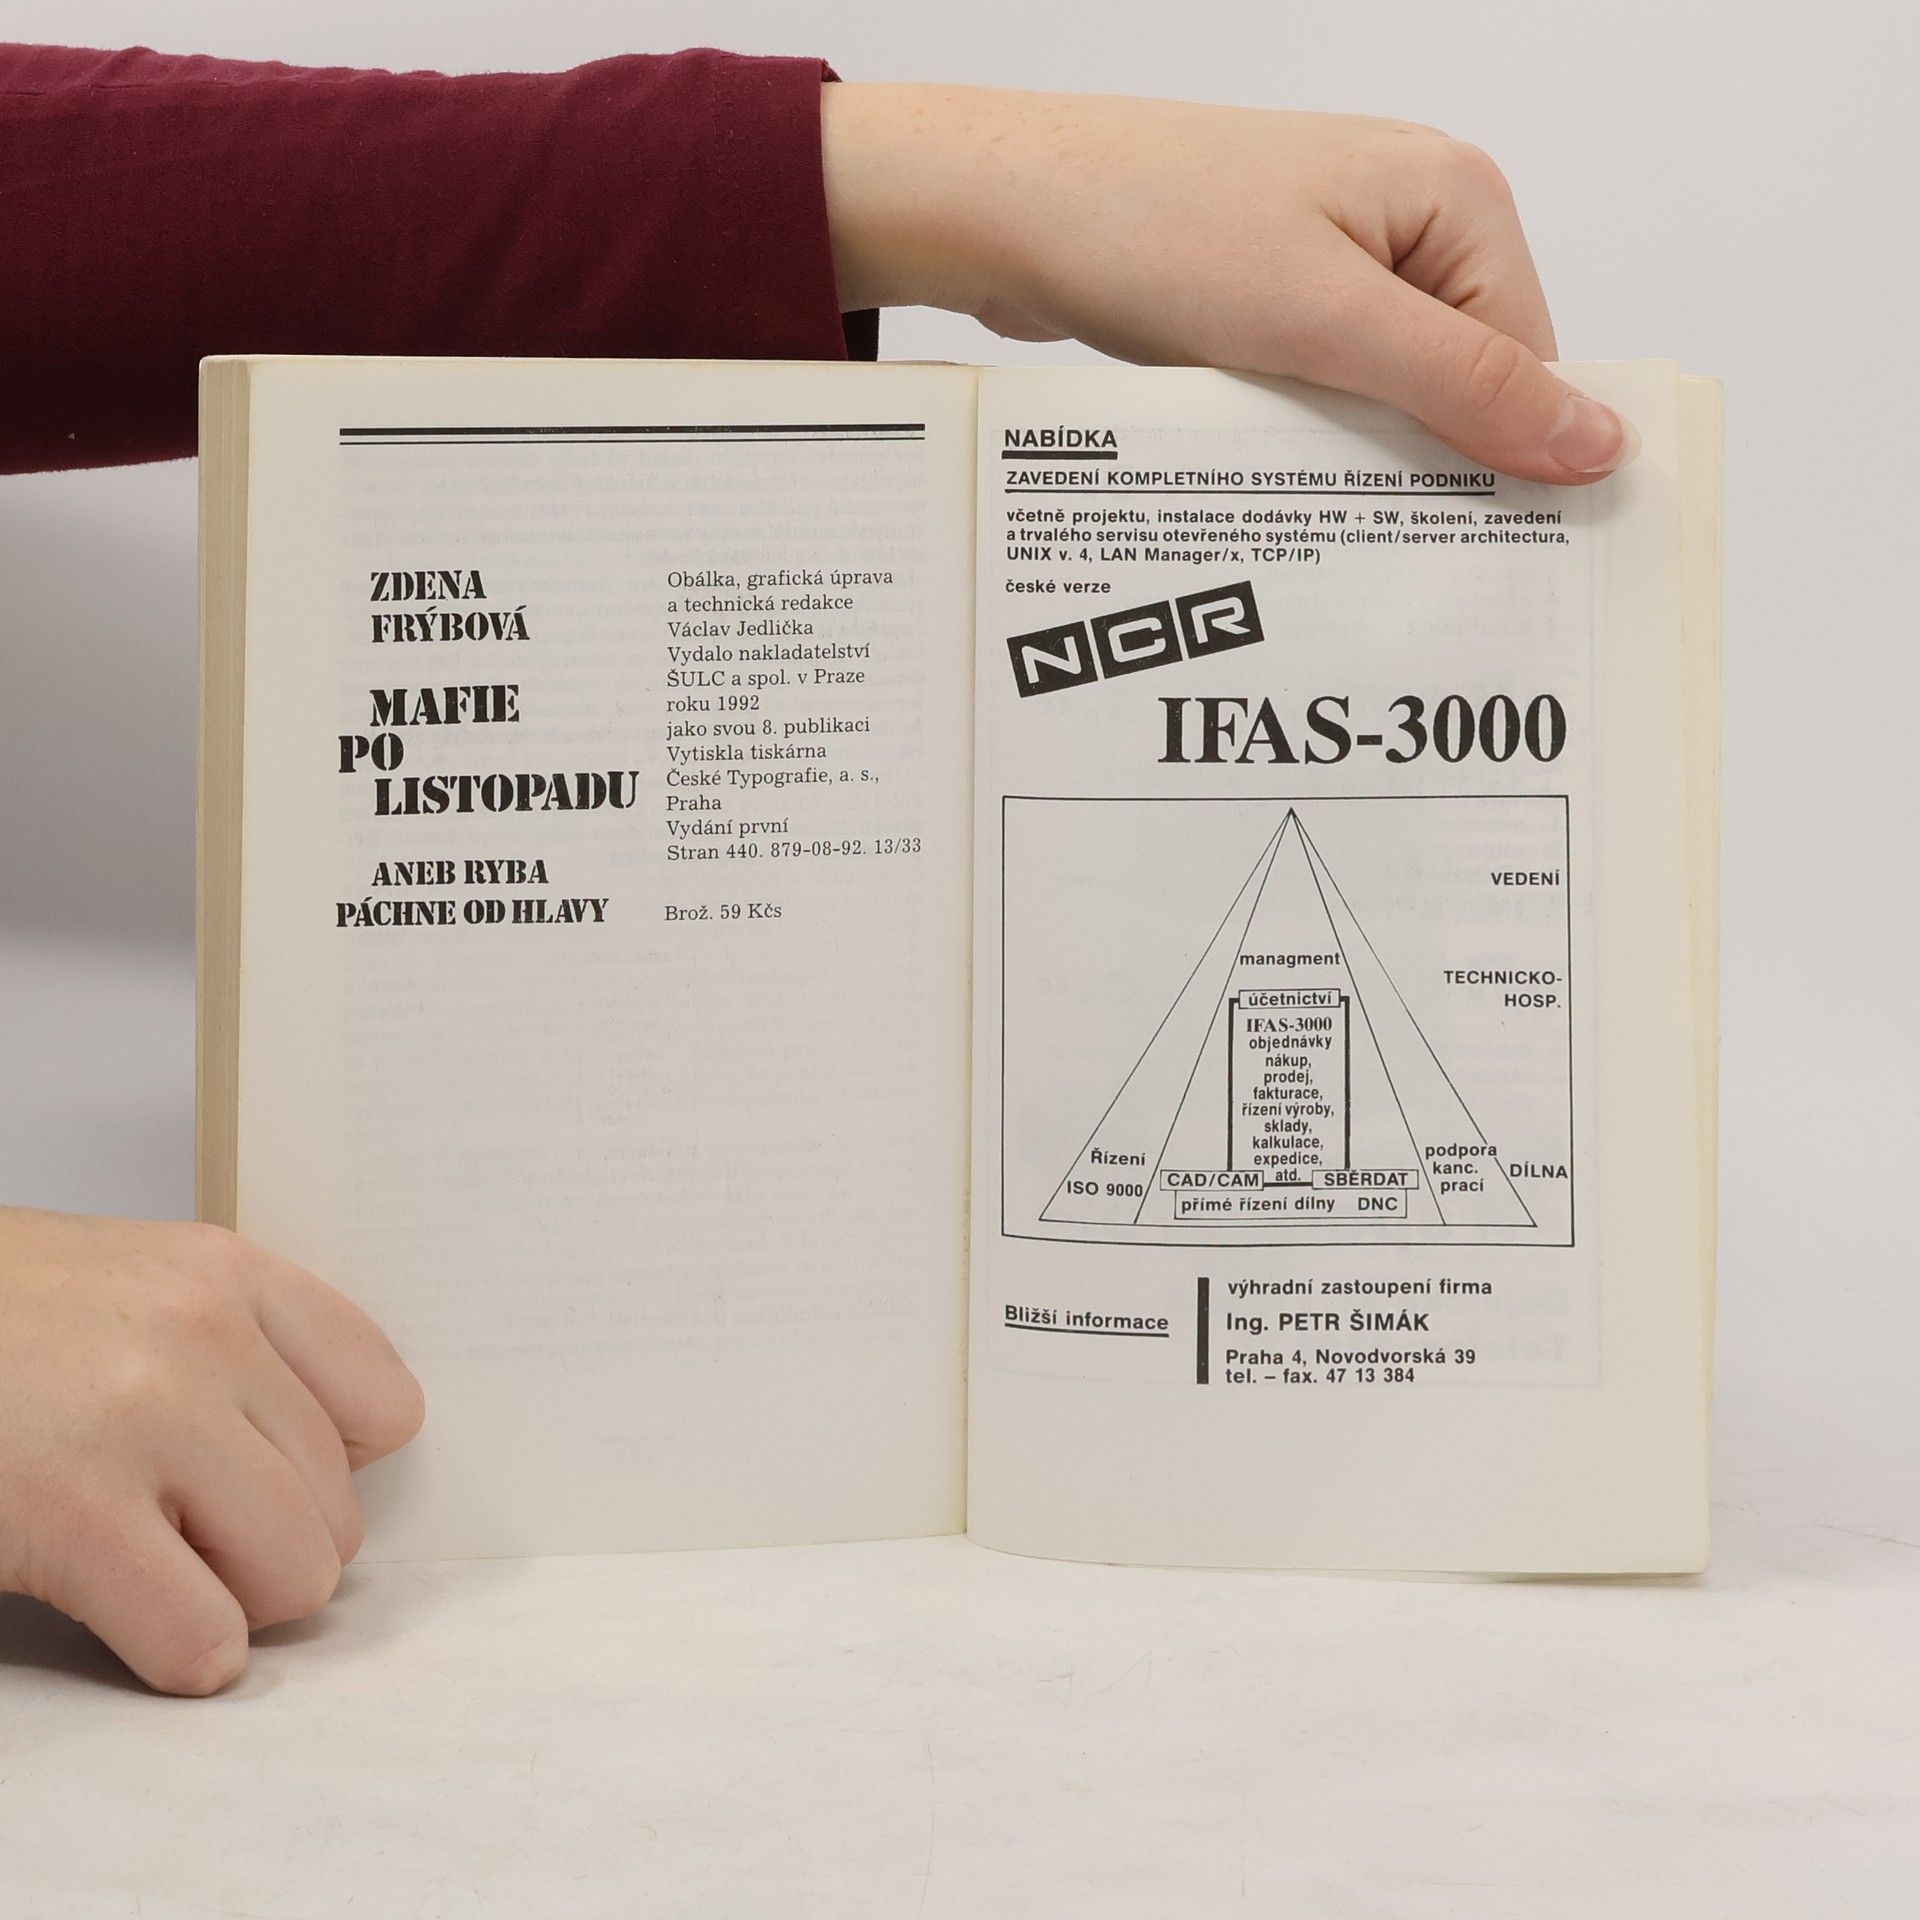 ZDENA
FRÝBOVÁ
MAFIE
PO
LISTOPADU
ANEB RYBA
PÁCHNE OD HLAVY
Obálka, grafická úprava
a technická redakce
Václav Jedlička
Vydalo nakladatelství
ŠULC a spol. v Praze
roku 1992
jako svou 8. publikaci
Vytiskla tiskárna
České Typografie, a. s.,
Praha
Vydání první
Stran 440. 879-08-92. 13/33
Brož. 59 Kčs
NABÍDKA
ZAVEDENÍ KOMPLETNÍHO SYSTÉMU ŘÍZENÍ PODNIKU
včetně projektu, instalace dodávky HW + SW, školení, zavedení
a trvalého servisu otevřeného systému (client/server architectura,
UNIX v. 4, LAN Manager/x, TCP/IP)
české verze
NCR
IFAS-3000
VEDENÍ
TECHNICKO-
HOSP.
DÍLNA
managment
účetnictví
IFAS-3000
objednávky
nákup,
prodej,
fakturace,
řízení výroby,
sklady,
kalkulace,
expedice,
atd.
Řízení
ISO 9000
CAD/CAM
SBĚRDAT
přímé řízení dílny DNC
podpora
kanc.
prací
Bližší informace
výhradní zastoupení firma
Ing. PETR ŠIMÁK
Praha 4, Novodvorská 39
tel. – fax. 47 13 384